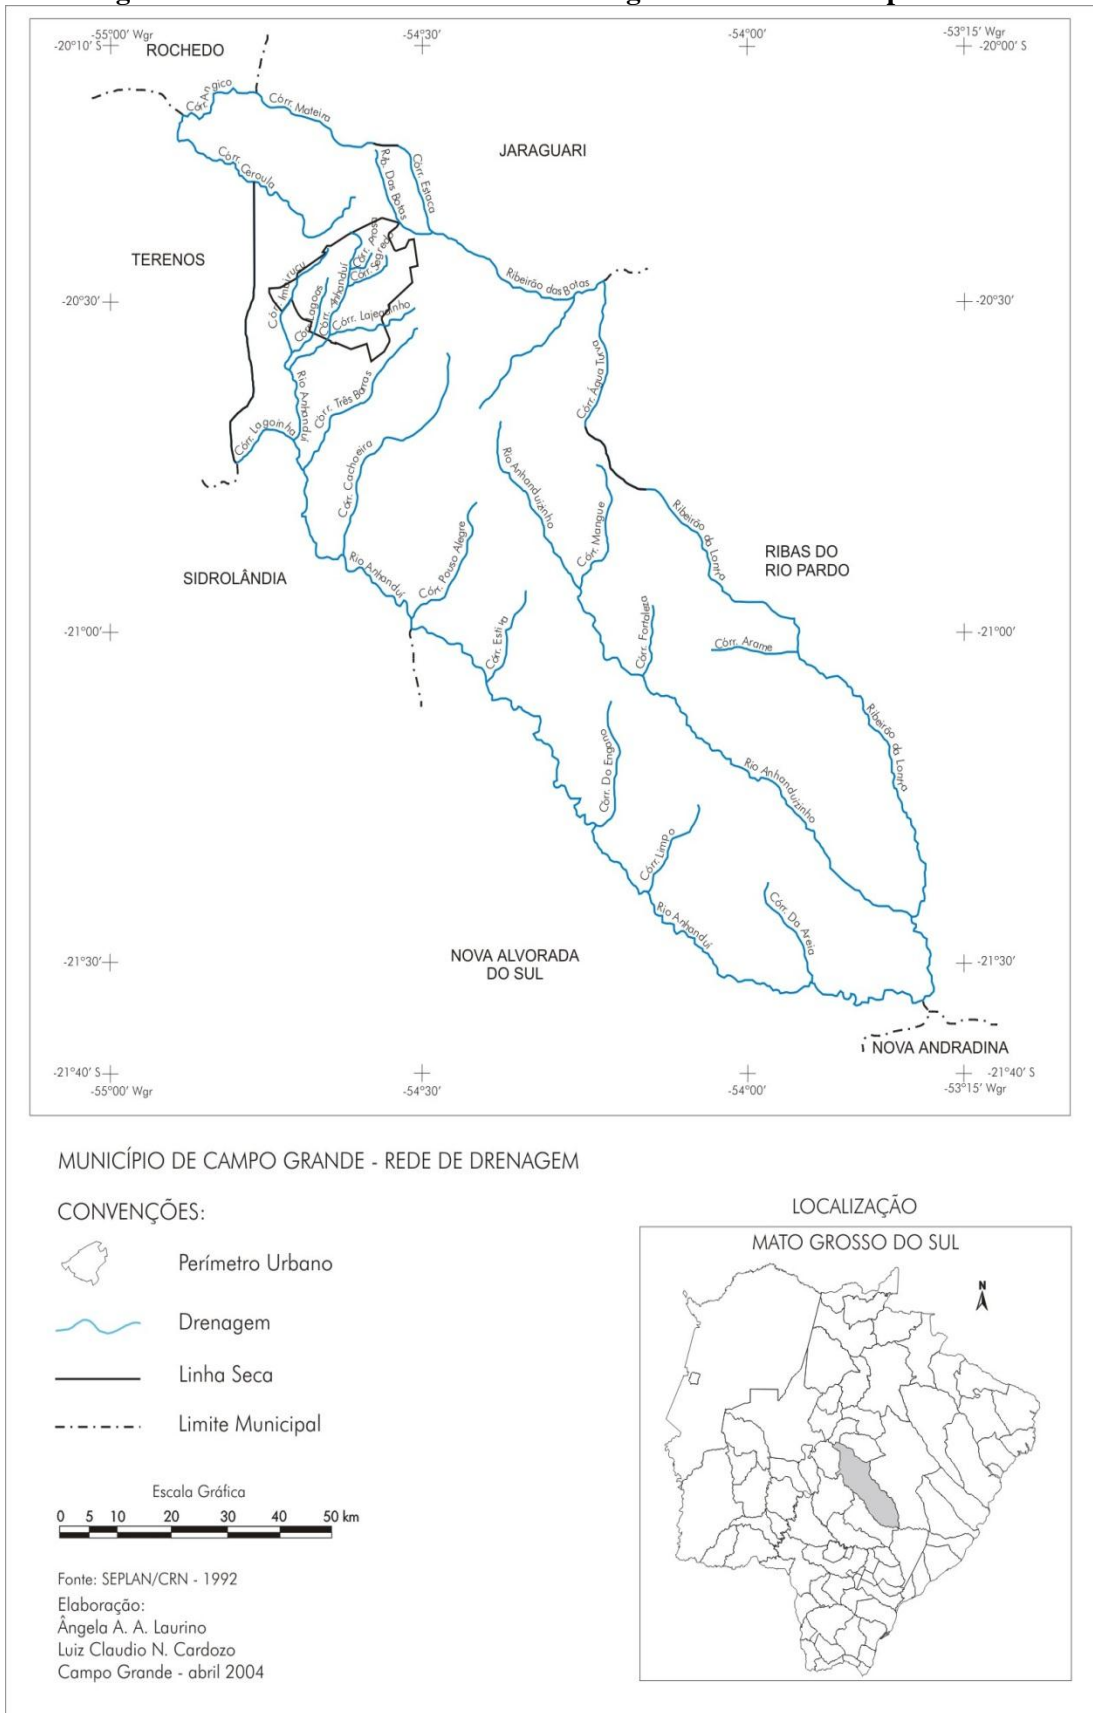 -55°00' Wgr
-54°30'
-54°00'
-53°15' Wgr
-20°10' S
-20°00' S
ROCHEDO
Córr. Angico
Córr. Mateira
JARAGUARI
Córr. Ceroula
Rib. Das Botas
Córr. Estaca
TERENOS
Córr. Prosa
Córr. Segredo
Córr. Imbiruçu
Córr. Anhanduí
Córr. Lagoas
Ribeirão das Botas
-20°30'
-20°30'
Córr. Lajeadinho
Córr. Água Turva
Rio Anhanduí
Córr. Três Barras
Córr. Lagoinha
Córr. Cachoeira
Rio Anhanduizinho
Córr. Mangue
Ribeirão da Lontra
SIDROLÂNDIA
Rio Anhanduí
Córr. Pouso Alegre
RIBAS DO
RIO PARDO
-21°00'
-21°00'
Córr. Estiva
Córr. Fortaleza
Córr. Arame
Ribeirão da Lontra
Córr. Do Engano
Rio Anhanduizinho
Córr. Limpo
Rio Anhanduí
Córr. Da Areia
NOVA ALVORADA
DO SUL
-21°30'
-21°30'
NOVA ANDRADINA
-21°40' S
-21°40' S
-55°00' Wgr
-54°30'
-54°00'
-53°15' Wgr
MUNICÍPIO DE CAMPO GRANDE - REDE DE DRENAGEM
CONVENÇÕES:
Perímetro Urbano
Drenagem
Linha Seca
Limite Municipal
Escala Gráfica
0 5 10 20 30 40 50 km
Fonte: SEPLAN/CRN - 1992
Elaboração:
Ângela A. A. Laurino
Luiz Claudio N. Cardozo
Campo Grande - abril 2004
LOCALIZAÇÃO
MATO GROSSO DO SUL
N